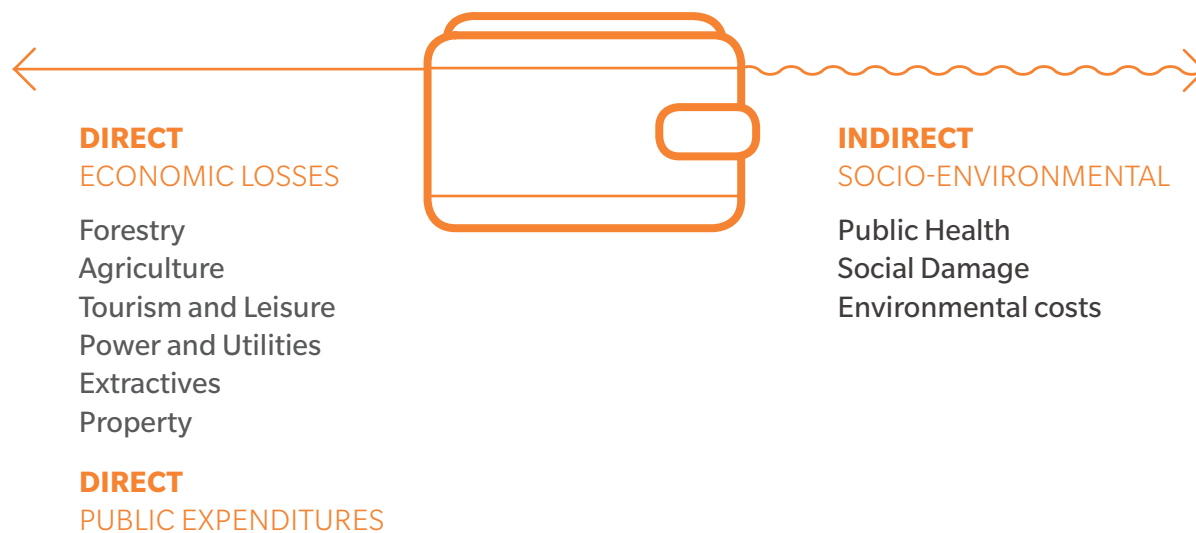 DIRECT
ECONOMIC LOSSES
Forestry
Agriculture
Tourism and Leisure
Power and Utilities
Extractives
Property
DIRECT
PUBLIC EXPENDITURES
INDIRECT
SOCIO-ENVIRONMENTAL
Public Health
Social Damage
Environmental costs